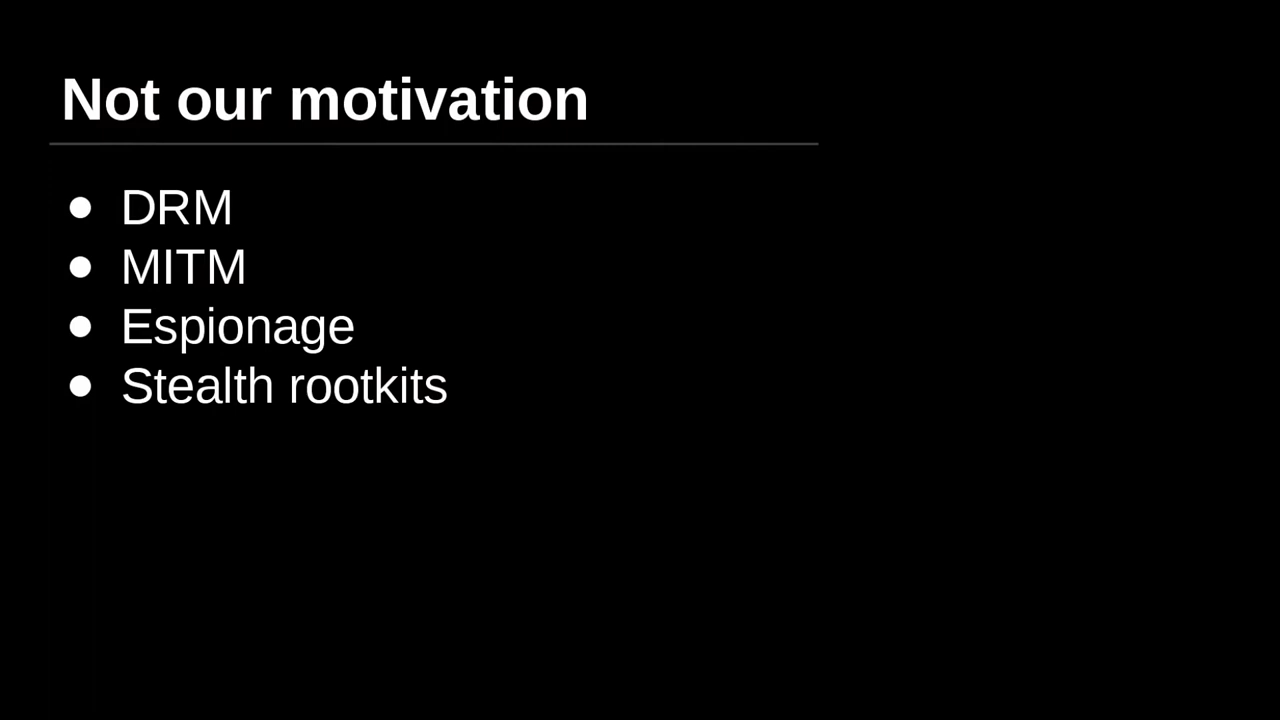 Not our motivation
● DRM
● MITM
● Espionage
● Stealth rootkits